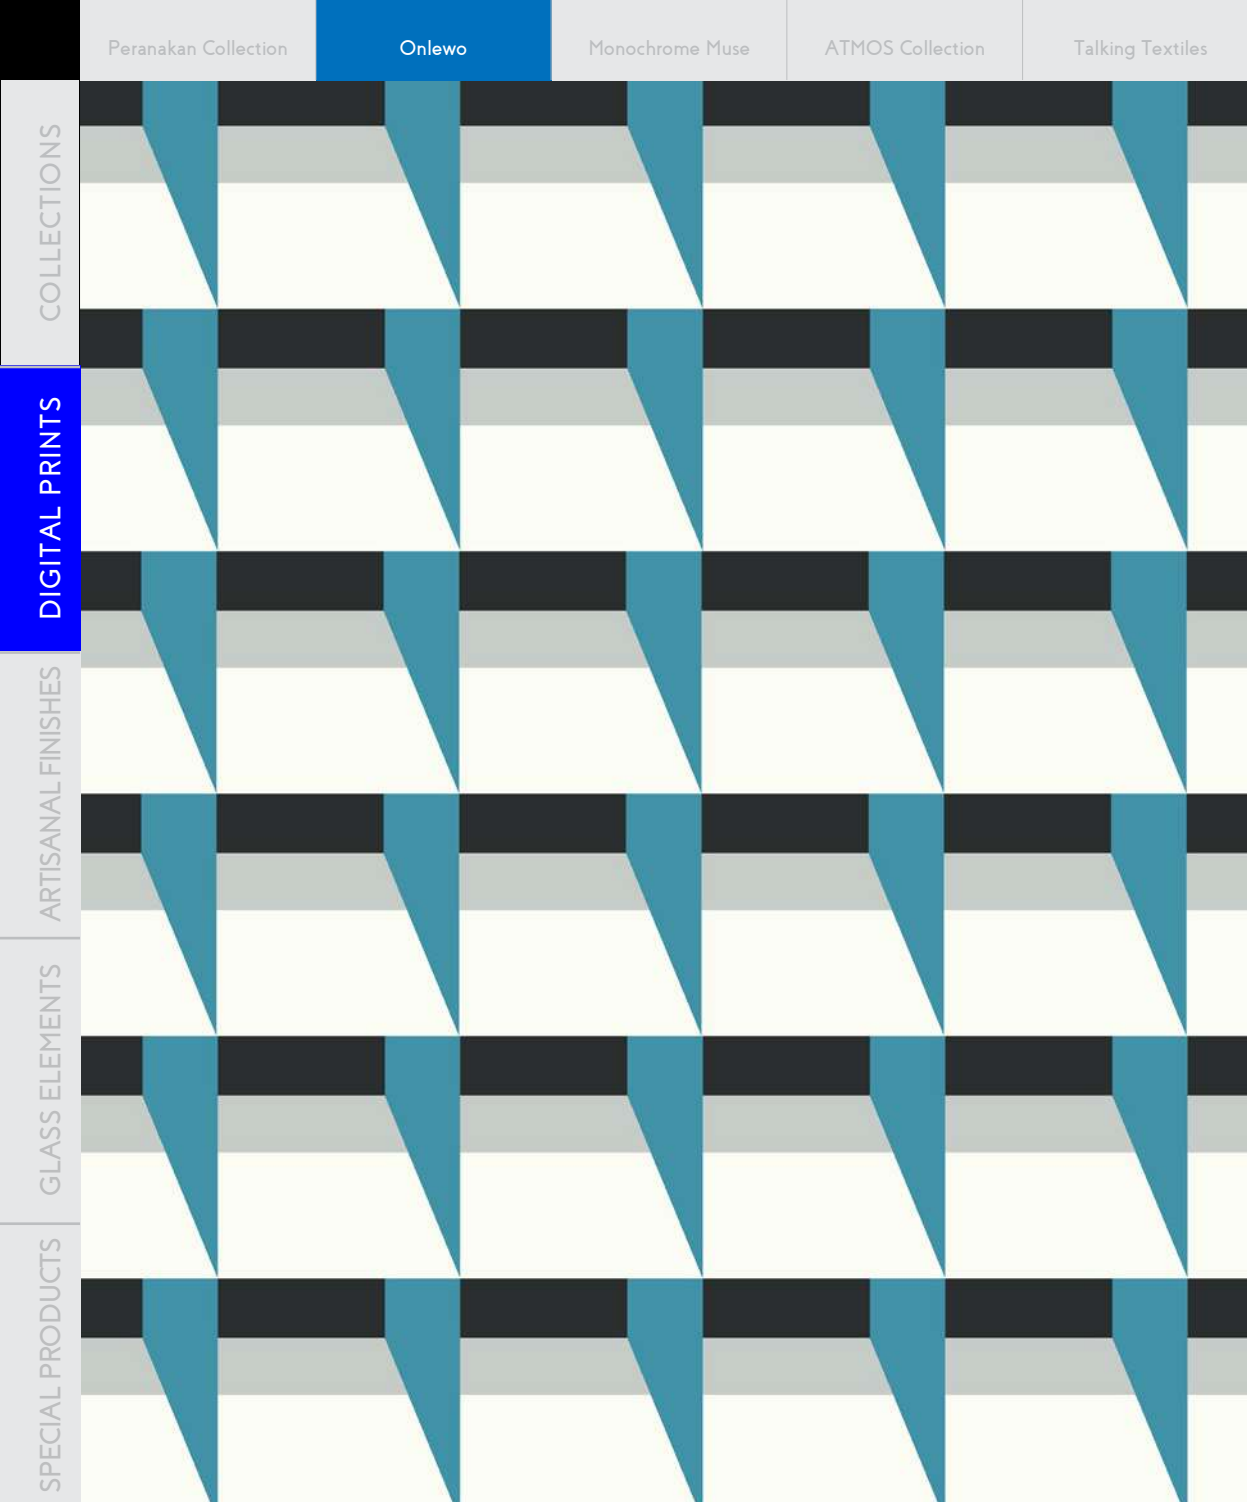 Peranakan Collection
Onlewo
Monochrome Muse
ATMOS Collection
Talking Textiles
COLLECTIONS
DIGITAL PRINTS
ARTISANAL FINISHES
GLASS ELEMENTS
SPECIAL PRODUCTS